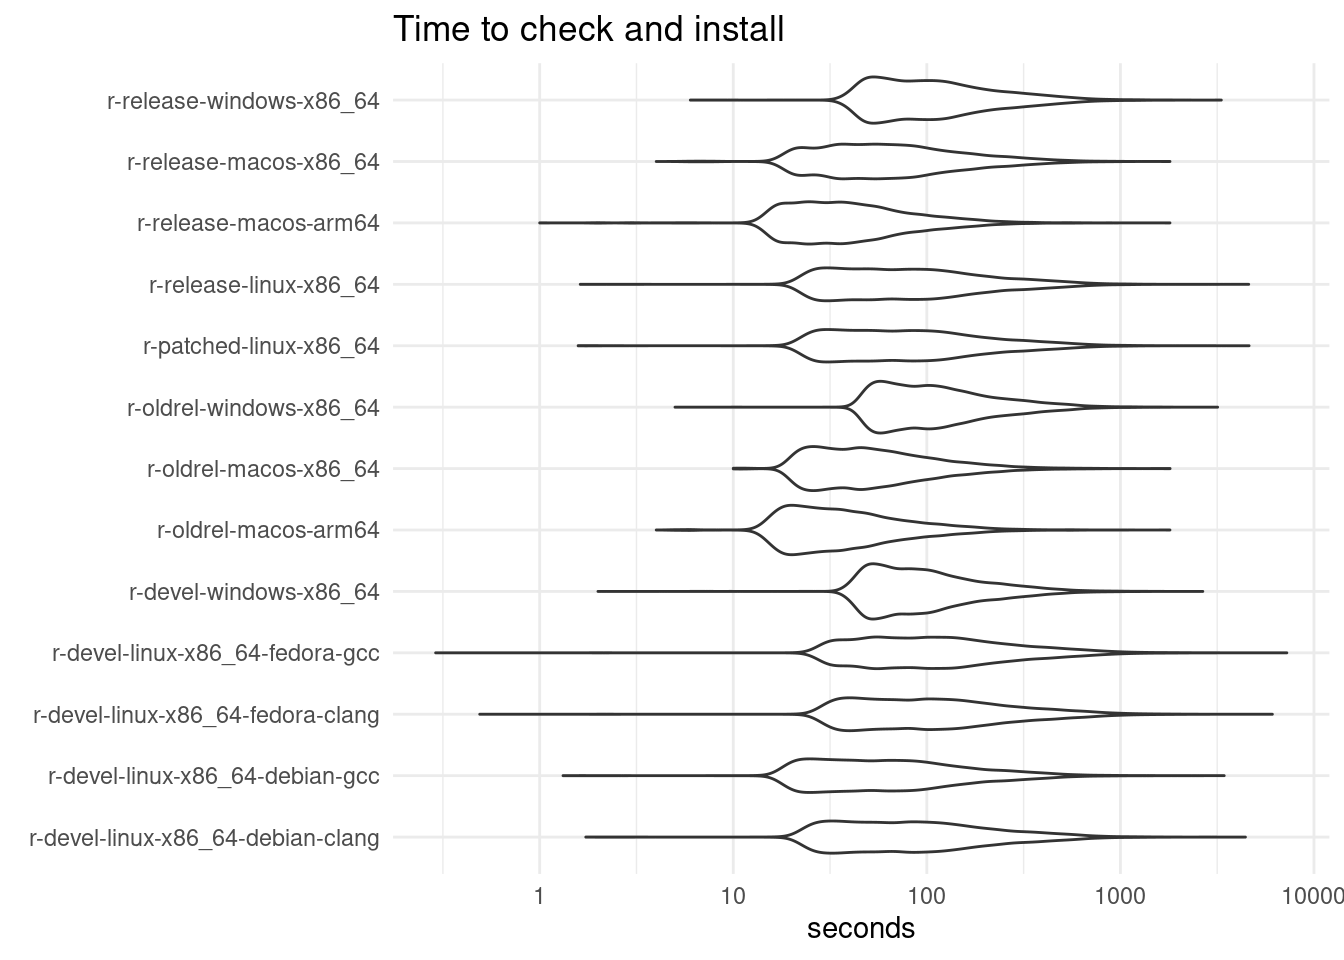 Time to check and install
r-release-windows-x86_64
r-release-macos-x86_64
r-release-macos-arm64
r-release-linux-x86_64
r-patched-linux-x86_64
r-oldrel-windows-x86_64
r-oldrel-macos-x86_64
r-oldrel-macos-arm64
r-devel-windows-x86_64
r-devel-linux-x86_64-fedora-gcc
r-devel-linux-x86_64-fedora-clang
r-devel-linux-x86_64-debian-gcc
r-devel-linux-x86_64-debian-clang
1 10 100 1000 10000
seconds